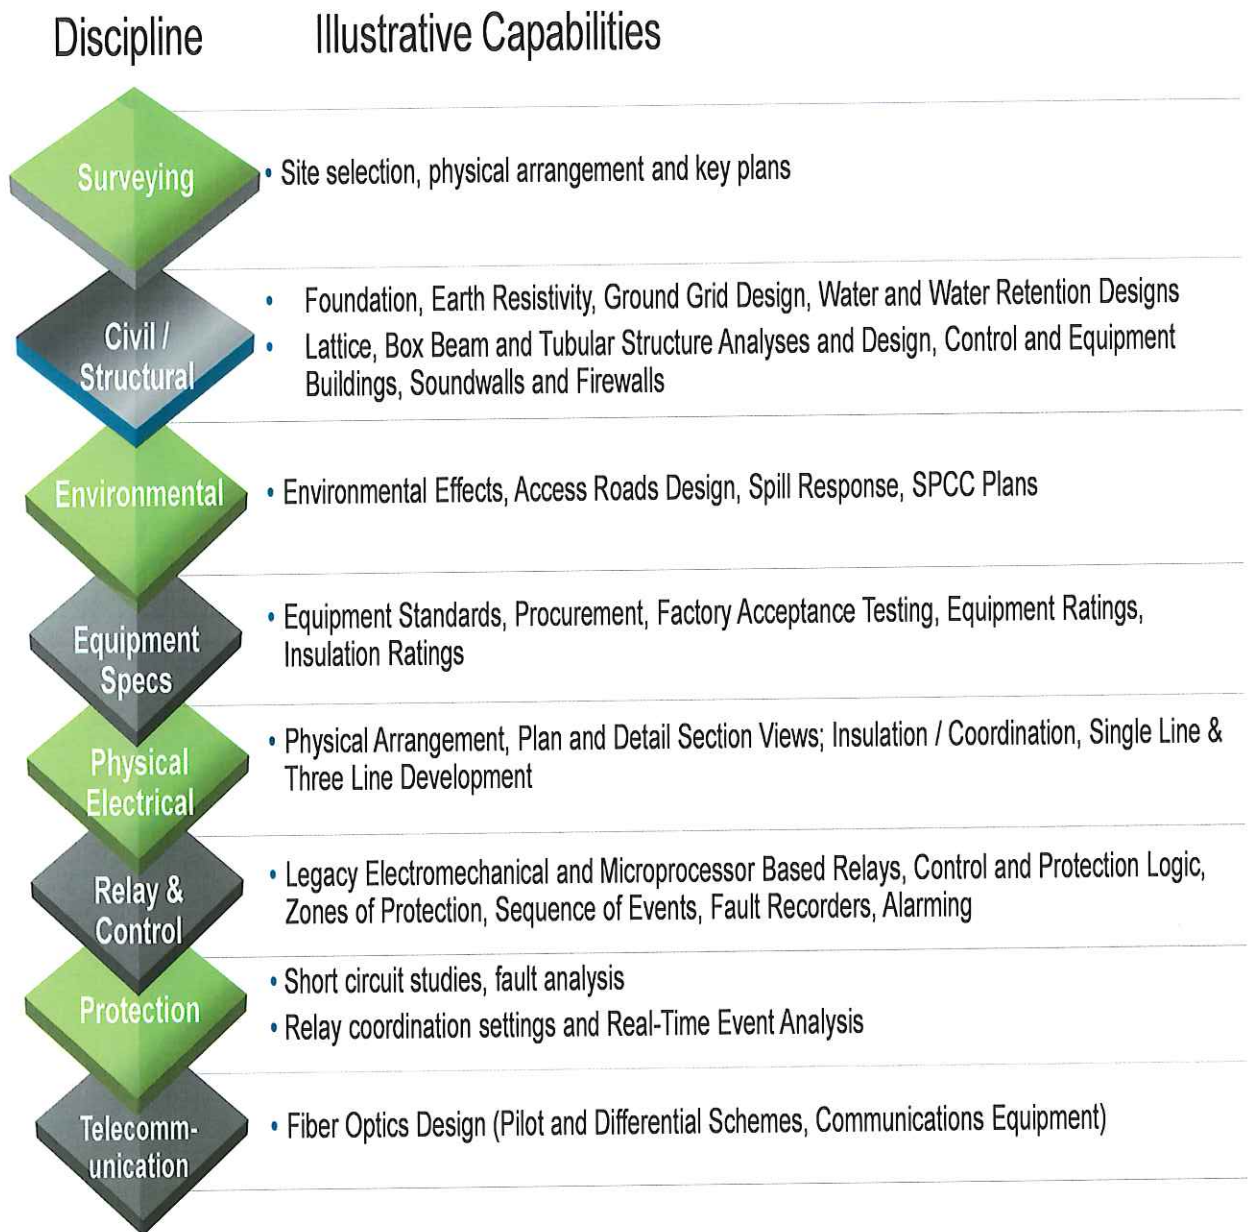 Discipline
Illustrative Capabilities
Surveying
• Site selection, physical arrangement and key plans
Civil /
Structural
• Foundation, Earth Resistivity, Ground Grid Design, Water and Water Retention Designs
• Lattice, Box Beam and Tubular Structure Analyses and Design, Control and Equipment
Buildings, Soundwalls and Firewalls
Environmental
• Environmental Effects, Access Roads Design, Spill Response, SPCC Plans
Equipment
Specs
• Equipment Standards, Procurement, Factory Acceptance Testing, Equipment Ratings,
Insulation Ratings
Physical
Electrical
• Physical Arrangement, Plan and Detail Section Views; Insulation / Coordination, Single Line &
Three Line Development
Relay &
Control
• Legacy Electromechanical and Microprocessor Based Relays, Control and Protection Logic,
Zones of Protection, Sequence of Events, Fault Recorders, Alarming
Protection
• Short circuit studies, fault analysis
• Relay coordination settings and Real-Time Event Analysis
Telecomm-
unication
• Fiber Optics Design (Pilot and Differential Schemes, Communications Equipment)